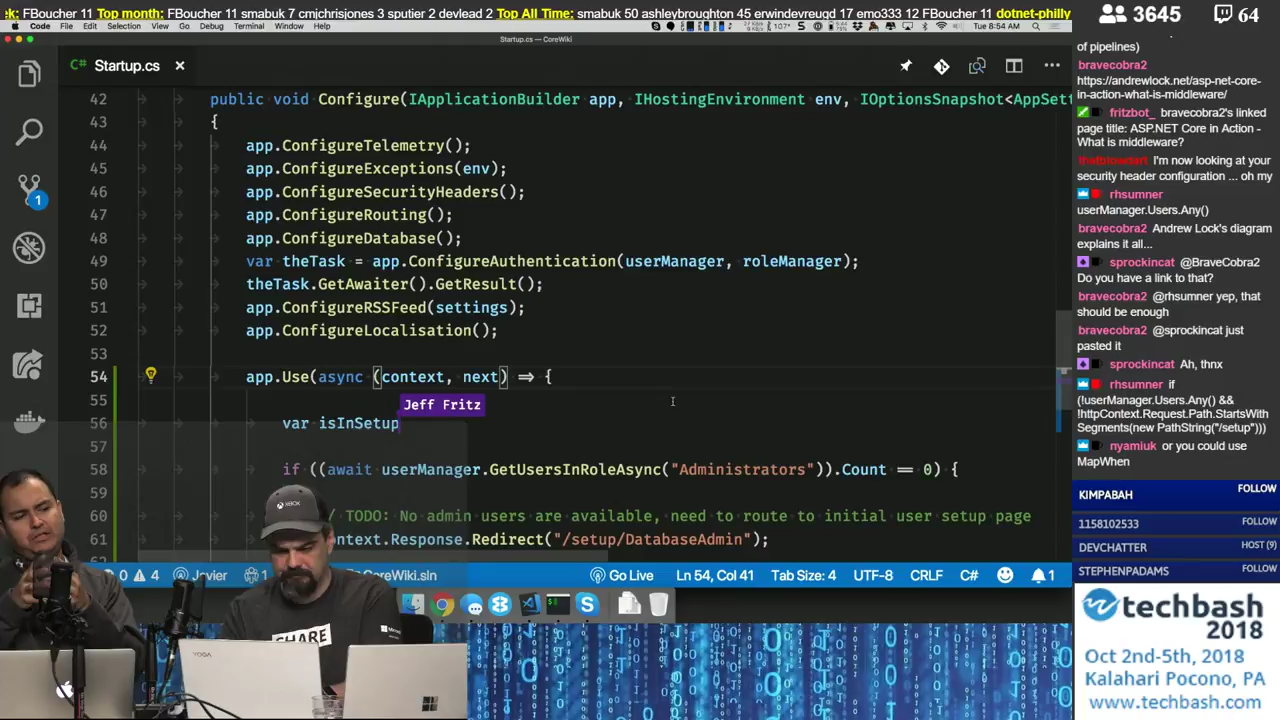 k: FBoucher 11 Top month: FBoucher 11 smabuk 7 cmjchrisjones 3 sputier 2 devlead 2 Top All Time: smabuk 50 ashleybroughton 45 erwindevreugd 17 emo333 12 FBoucher 11 dotnet-philly
Code File Edit Selection View Go Debug Terminal Window Help
Tue 8:54 AM
Startup.cs — CoreWiki
C# Startup.cs
42 public void Configure(IApplicationBuilder app, IHostingEnvironment env, IOptionsSnapshot<AppSett
43 {
44 app.ConfigureTelemetry();
45 app.ConfigureExceptions(env);
46 app.ConfigureSecurityHeaders();
47 app.ConfigureRouting();
48 app.ConfigureDatabase();
49 var theTask = app.ConfigureAuthentication(userManager, roleManager);
50 theTask.GetAwaiter().GetResult();
51 app.ConfigureRSSFeed(settings);
52 app.ConfigureLocalisation();
53
54 app.Use(async (context, next) => {
55
Jeff Fritz
56 var isInSetup
57
58 if ((await userManager.GetUsersInRoleAsync("Administrators")).Count == 0) {
59
60 / TODO: No admin users are available, need to route to initial user setup page
61 ntext.Response.Redirect("/setup/DatabaseAdmin");
1
0 4 Javier CoreWiki.sln Go Live Ln 54, Col 41 Tab Size: 4 UTF-8 CRLF C# 1
SHARE
Microsoft
YOGA
3645 64
of pipelines)
bravecobra2
https://andrewlock.net/asp-net-core-
in-action-what-is-middleware/
fritzbot_ bravecobra2's linked
page title: ASP.NET Core in Action -
What is middleware?
I'm now looking at your
security header configuration ... oh my
rhsumner
userManager.Users.Any()
bravecobra2 Andrew Lock's diagram
explains it all...
sprockincat @BraveCobra2
Do you have a link to that?
bravecobra2 @rhsumner yep, that
should be enough
bravecobra2 @sprockincat just
pasted it
sprockincat Ah, thnx
rhsumner if
(!userManager.Users.Any() &&
!httpContext.Request.Path.StartsWith
Segments(new PathString("/setup")))
nyamiuk or you could use
MapWhen
KIMPABAH FOLLOW
1158102533 FOLLOW
DEVCHATTER HOST (9)
STEPHENPADAMS FOLLOW
techbash
2018
Oct 2nd-5th, 2018
Kalahari Pocono, PA
www.techbash.com